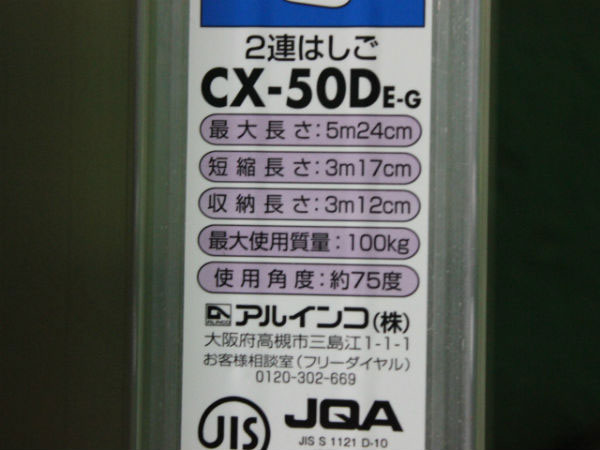 2連はしご
CX-50D E-G
最大長さ:5m24cm
短縮長さ:3m17cm
収納長さ:3m12cm
最大使用質量:100kg
使用角度:約75度
ALINCO アルインコ(株)
大阪府高槻市三島江1-1-1
お客様相談室(フリーダイヤル)
0120-302-669
JIS JQA
JIS S 1121 D-10